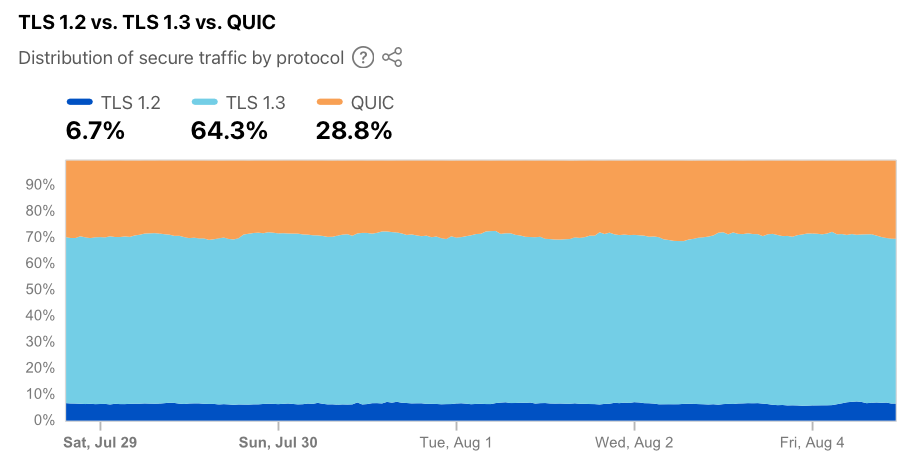 TLS 1.2 vs. TLS 1.3 vs. QUIC
Distribution of secure traffic by protocol ?
TLS 1.2 TLS 1.3 QUIC
6.7% 64.3% 28.8%
90%
80%
70%
60%
50%
40%
30%
20%
10%
0%
Sat, Jul 29 Sun, Jul 30 Tue, Aug 1 Wed, Aug 2 Fri, Aug 4